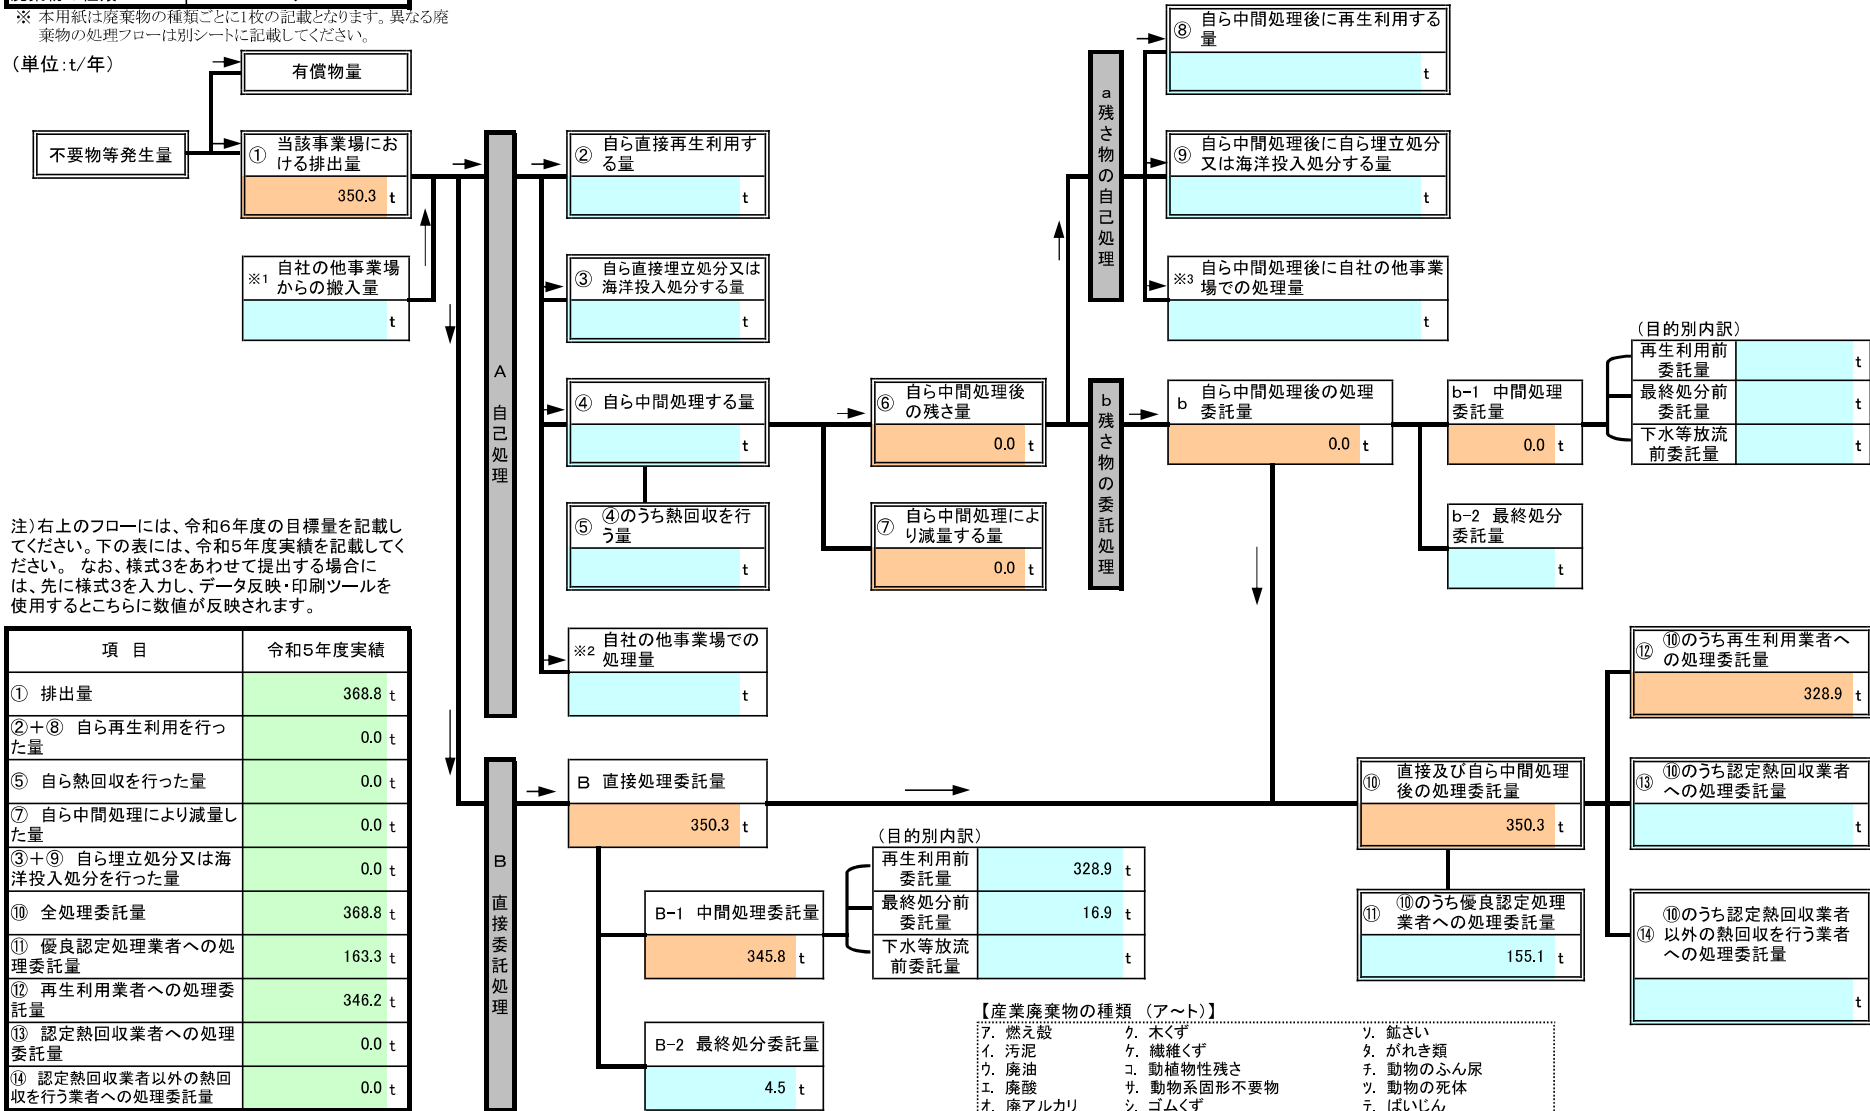 ※ 本用紙は廃棄物の種類ごとに1枚の記載となります。異なる廃
棄物の処理フローは別シートに記載してください。
(単位:t/年)
有償物量
不要物等発生量
① 当該事業場にお
ける排出量
350.3 t
※1 自社の他事業場
からの搬入量
t
A 自己処理
② 自ら直接再生利用す
る量
t
③ 自ら直接埋立処分又は
海洋投入処分する量
t
④ 自ら中間処理する量
t
⑤ ④のうち熱回収を行
う量
t
※2 自社の他事業場での
処理量
t
⑥ 自ら中間処理後
の残さ量
0.0 t
⑦ 自ら中間処理によ
り減量する量
0.0 t
a 残さ物の自己処理
⑧ 自ら中間処理後に再生利用する
量
t
⑨ 自ら中間処理後に自ら埋立処分
又は海洋投入処分する量
t
※3 自ら中間処理後に自社の他事業
場での処理量
t
b 残さ物の委託処理
b 自ら中間処理後の処理
委託量
0.0 t
b-1 中間処理
委託量
0.0 t
(目的別内訳)
再生利用前
委託量
t
最終処分前
委託量
t
下水等放流
前委託量
t
b-2 最終処分
委託量
t
注)右上のフローには、令和6年度の目標量を記載し
てください。下の表には、令和5年度実績を記載してく
ださい。 なお、様式3をあわせて提出する場合に
は、先に様式3を入力し、データ反映・印刷ツールを
使用するとこちらに数値が反映されます。
項 目 令和5年度実績
① 排出量 368.8 t
②+⑧ 自ら再生利用を行っ
た量 0.0 t
⑤ 自ら熱回収を行った量 0.0 t
⑦ 自ら中間処理により減量し
た量 0.0 t
③+⑨ 自ら埋立処分又は海
洋投入処分を行った量 0.0 t
⑩ 全処理委託量 368.8 t
⑪ 優良認定処理業者への処
理委託量 163.3 t
⑫ 再生利用業者への処理委
託量 346.2 t
⑬ 認定熱回収業者への処理
委託量 0.0 t
⑭ 認定熱回収業者以外の熱回
収を行う業者への処理委託量 0.0 t
B 直接委託処理
B 直接処理委託量
350.3 t
B-1 中間処理委託量
345.8 t
(目的別内訳)
再生利用前
委託量
328.9 t
最終処分前
委託量
16.9 t
下水等放流
前委託量
t
B-2 最終処分委託量
4.5 t
⑩ 直接及び自ら中間処理
後の処理委託量
350.3 t
⑪ ⑩のうち優良認定処理
業者への処理委託量
155.1 t
⑫ ⑩のうち再生利用業者へ
の処理委託量
328.9 t
⑬ ⑩のうち認定熱回収業者
への処理委託量
t
⑭ ⑩のうち認定熱回収業者
以外の熱回収を行う業者
への処理委託量
t
【産業廃棄物の種類 (ア~ト)】
ア. 燃え殻 ク. 木くず ソ. 鉱さい
イ. 汚泥 ケ. 繊維くず タ. がれき類
ウ. 廃油 コ. 動植物性残さ チ. 動物のふん尿
エ. 廃酸 サ. 動物系固形不要物 ツ. 動物の死体
オ. 廃アルカリ シ. ゴムくず テ. ばいじん